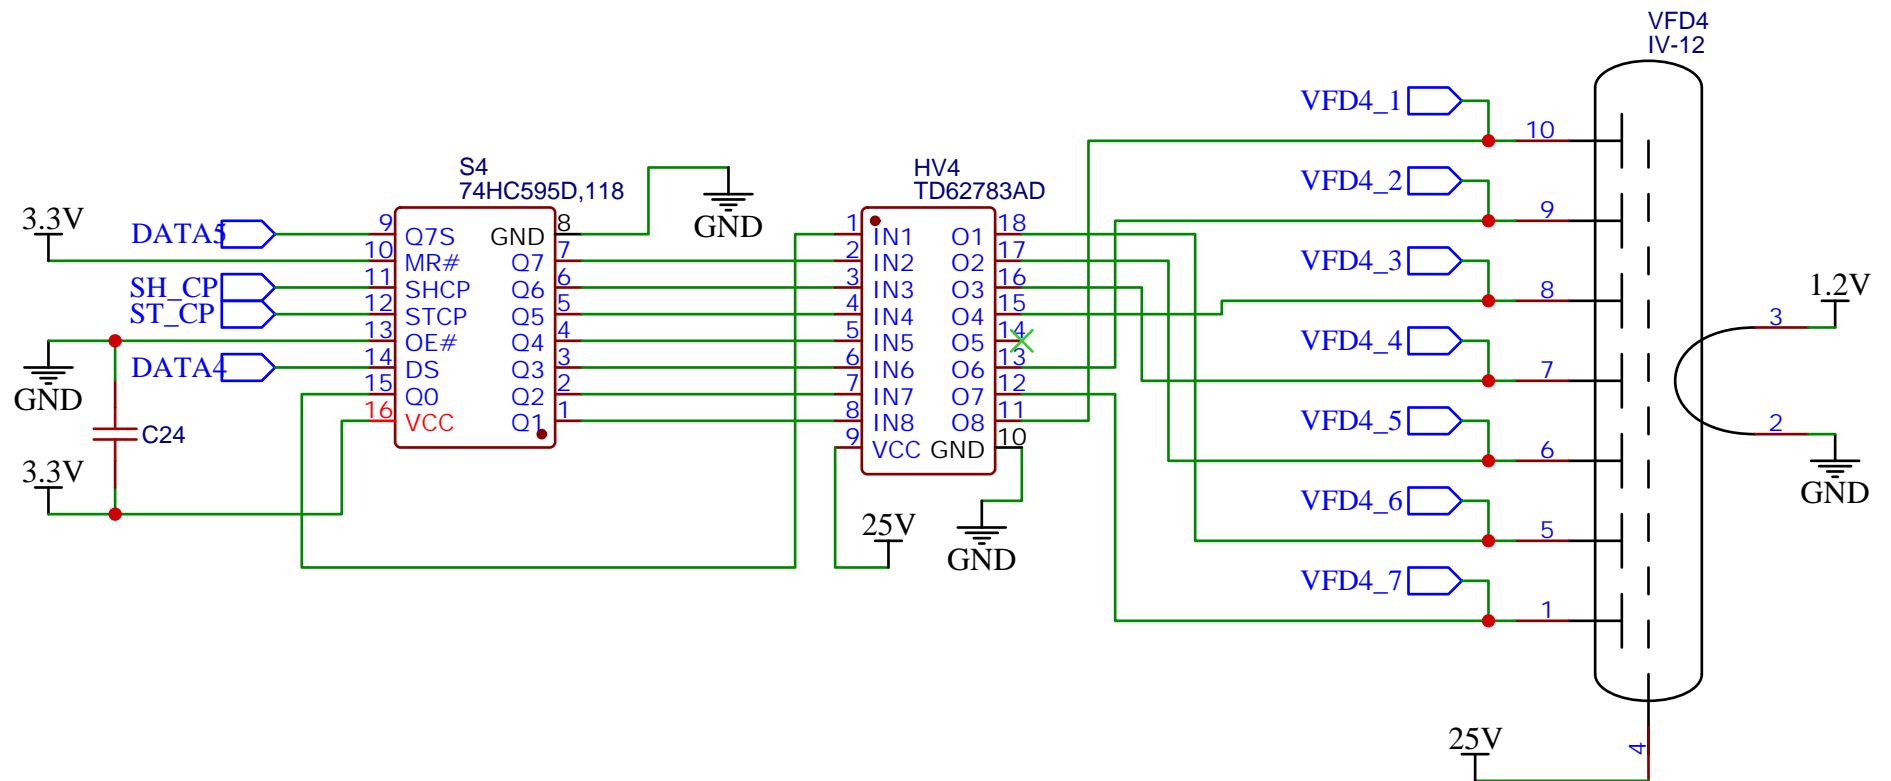 VFD4
IV-12
VFD4_1
10
VFD4_2
9
VFD4_3
8
VFD4_4
7
VFD4_5
6
VFD4_6
5
VFD4_7
1
3
1.2V
2
GND
4
25V
S4
74HC595D,118
3.3V
DATA5
SH_CP
ST_CP
DATA4
GND
C24
3.3V
9 Q7S GND 8
10 MR# Q7 7
11 SHCP Q6 6
12 STCP Q5 5
13 OE# Q4 4
14 DS Q3 3
15 Q0 Q2 2
16 VCC Q1 1
GND
HV4
TD62783AD
1 IN1 O1 18
2 IN2 O2 17
3 IN3 O3 16
4 IN4 O4 15
5 IN5 O5 14
6 IN6 O6 13
7 IN7 O7 12
8 IN8 O8 11
9 VCC GND 10
25V
GND